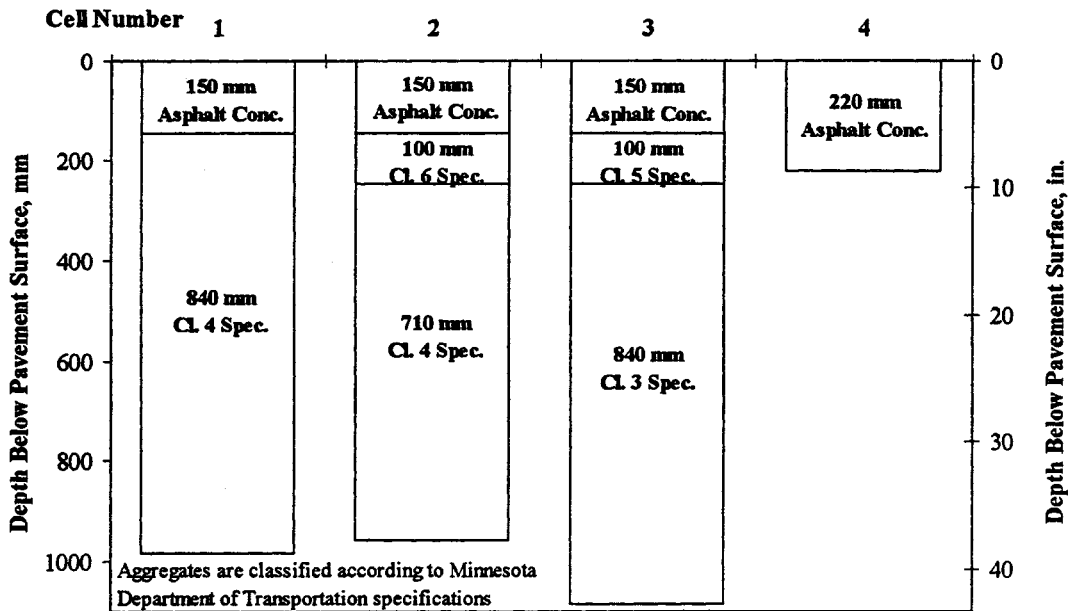 Cell Number
1 2 3 4
0 200 400 600 800 1000
Depth Below Pavement Surface, mm
150 mm
Asphalt Conc.
840 mm
Cl. 4 Spec.
150 mm
Asphalt Conc.
100 mm
Cl. 6 Spec.
710 mm
Cl. 4 Spec.
150 mm
Asphalt Conc.
100 mm
Cl. 5 Spec.
840 mm
Cl. 3 Spec.
220 mm
Asphalt Conc.
0 10 20 30 40
Depth Below Pavement Surface, in.
Aggregates are classified according to Minnesota
Department of Transportation specifications